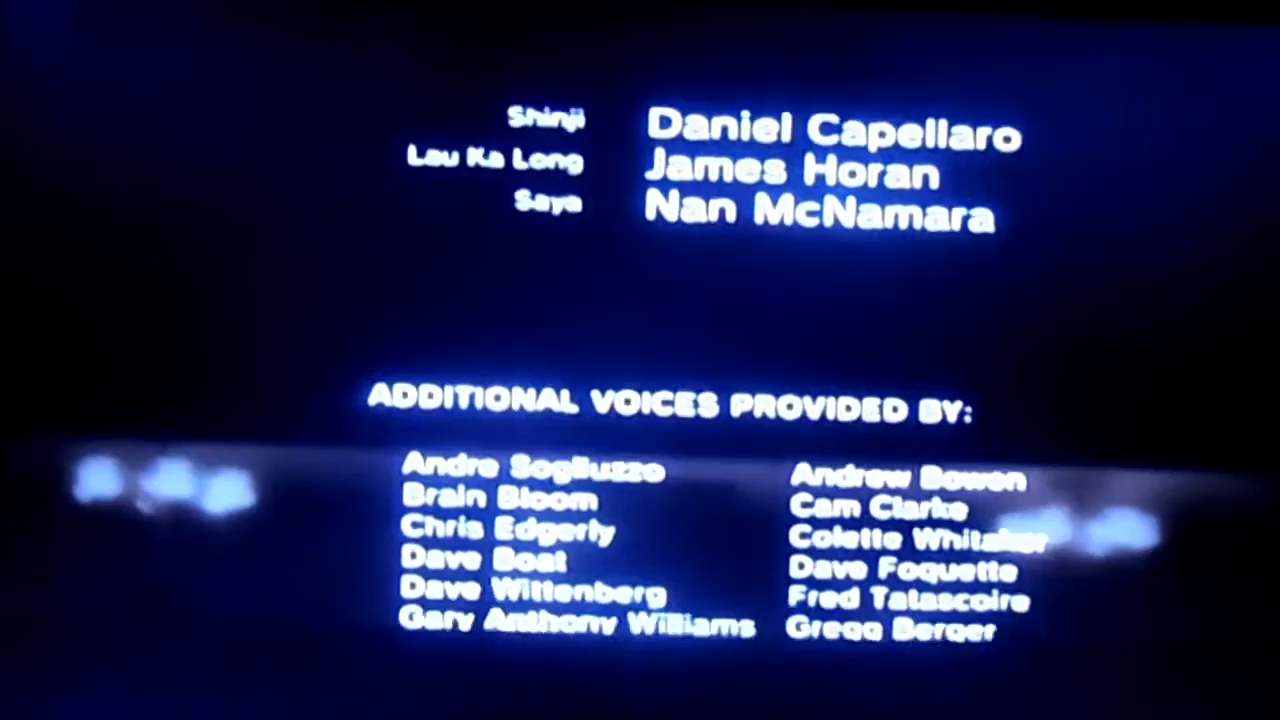 Shinji Daniel Capellaro
Lau Ka Long James Horan
Saya Nan McNamara
ADDITIONAL VOICES PROVIDED BY:
Andre Sogliuzzo Andrew Bowen
Brain Bloom Cam Clarke
Chris Edgerly Colette Whitaker
Dave Boat Dave Foquette
Dave Wittenberg Fred Tatascoire
Gary Anthony Williams Gregg Berger